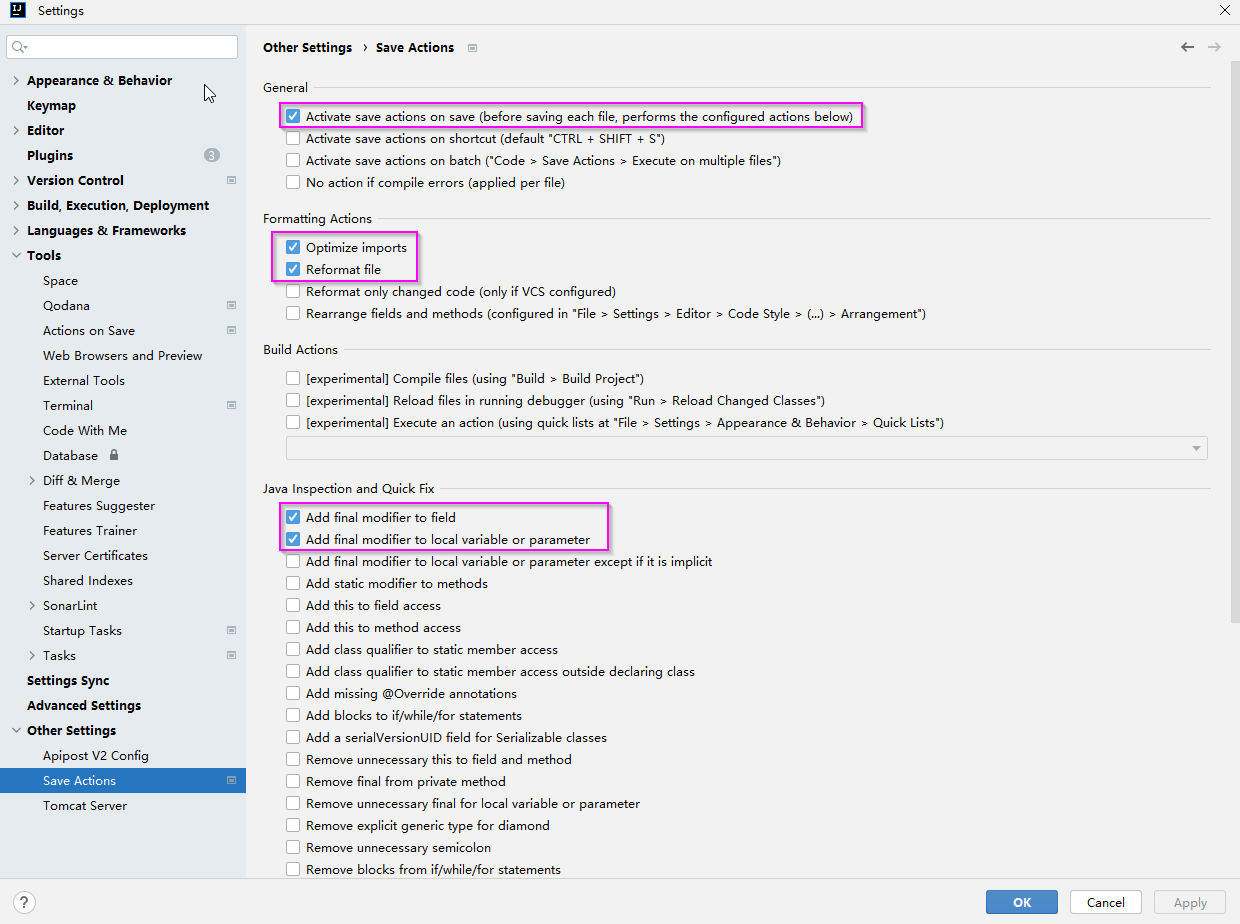 IJ
Settings
Appearance & Behavior
Keymap
Editor
Plugins
3
Version Control
Build, Execution, Deployment
Languages & Frameworks
Tools
Space
Qodana
Actions on Save
Web Browsers and Preview
External Tools
Terminal
Code With Me
Database
Diff & Merge
Features Suggester
Features Trainer
Server Certificates
Shared Indexes
SonarLint
Startup Tasks
Tasks
Settings Sync
Advanced Settings
Other Settings
Apipost V2 Config
Save Actions
Tomcat Server
Other Settings › Save Actions
General
Activate save actions on save (before saving each file, performs the configured actions below)
Activate save actions on shortcut (default "CTRL + SHIFT + S")
Activate save actions on batch ("Code > Save Actions > Execute on multiple files")
No action if compile errors (applied per file)
Formatting Actions
Optimize imports
Reformat file
Reformat only changed code (only if VCS configured)
Rearrange fields and methods (configured in "File > Settings > Editor > Code Style > (...) > Arrangement")
Build Actions
[experimental] Compile files (using "Build > Build Project")
[experimental] Reload files in running debugger (using "Run > Reload Changed Classes")
[experimental] Execute an action (using quick lists at "File > Settings > Appearance & Behavior > Quick Lists")
Java Inspection and Quick Fix
Add final modifier to field
Add final modifier to local variable or parameter
Add final modifier to local variable or parameter except if it is implicit
Add static modifier to methods
Add this to field access
Add this to method access
Add class qualifier to static member access
Add class qualifier to static member access outside declaring class
Add missing @Override annotations
Add blocks to if/while/for statements
Add a serialVersionUID field for Serializable classes
Remove unnecessary this to field and method
Remove final from private method
Remove unnecessary final for local variable or parameter
Remove explicit generic type for diamond
Remove unnecessary semicolon
Remove blocks from if/while/for statements
?
OK
Cancel
Apply